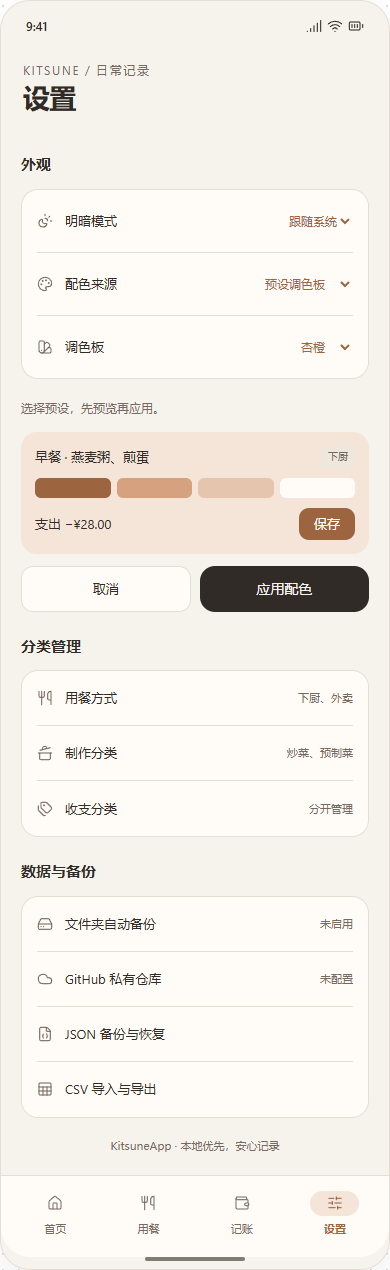 9:41
KITSUNE / 日常记录
设置
外观
明暗模式 跟随系统
配色来源 预设调色板
调色板 杏橙
选择预设，先预览再应用。
早餐 · 燕麦粥、煎蛋 下厨
支出 −¥28.00 保存
取消 应用配色
分类管理
用餐方式 下厨、外卖
制作分类 炒菜、预制菜
收支分类 分开管理
数据与备份
文件夹自动备份 未启用
GitHub 私有仓库 未配置
JSON 备份与恢复
CSV 导入与导出
KitsuneApp · 本地优先，安心记录
首页 用餐 记账 设置